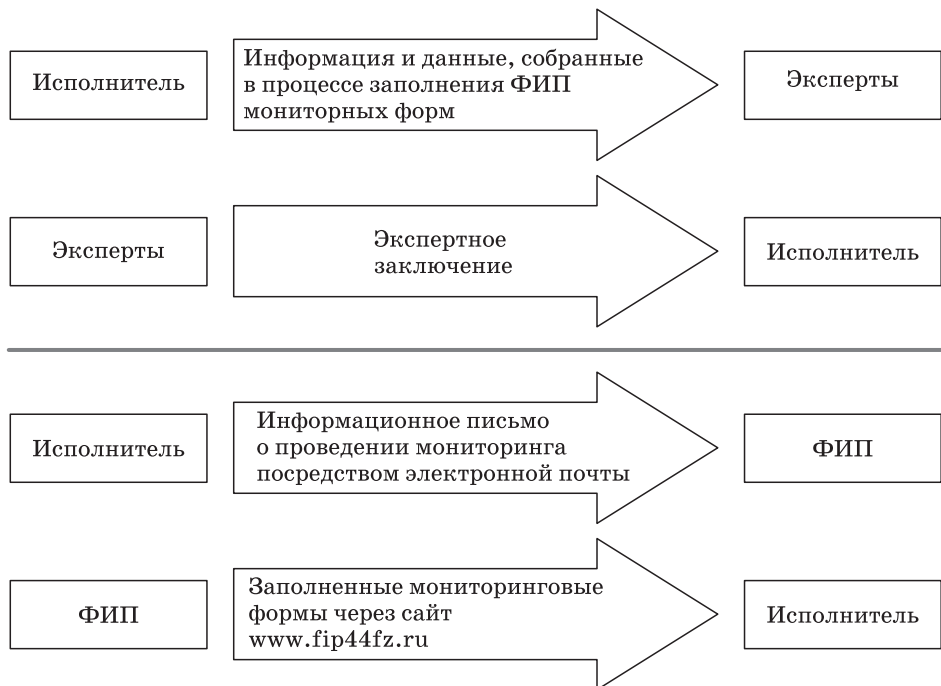 Исполнитель
Информация и данные, собранные
в процессе заполнения ФИП
мониторных форм
Эксперты
Эксперты
Экспертное
заключение
Исполнитель
Исполнитель
Информационное письмо
о проведении мониторинга
посредством электронной почты
ФИП
ФИП
Заполненные мониторинговые
формы через сайт
www.fip44fz.ru
Исполнитель